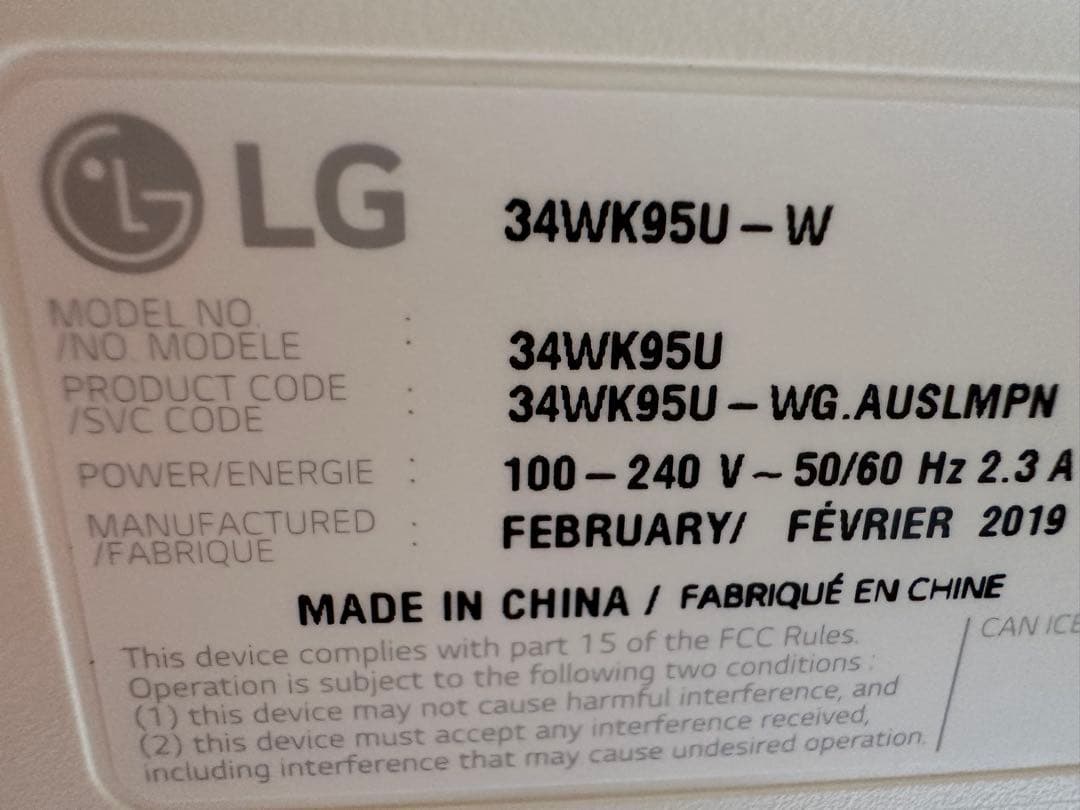 LG 34WK95U-W
MODEL NO. :
/NO. MODÈLE : 34WK95U
PRODUCT CODE : 34WK95U-WG.AUSLMPN
/SVC CODE :
POWER/ENERGIE : 100-240 V~50/60 Hz 2.3 A
MANUFACTURED : FEBRUARY/ FÉVRIER 2019
/FABRIQUE :
MADE IN CHINA / FABRIQUÉ EN CHINE
This device complies with part 15 of the FCC Rules.
Operation is subject to the following two conditions :
(1) this device may not cause harmful interference, and
(2) this device must accept any interference received,
including interference that may cause undesired operation.
CAN ICE